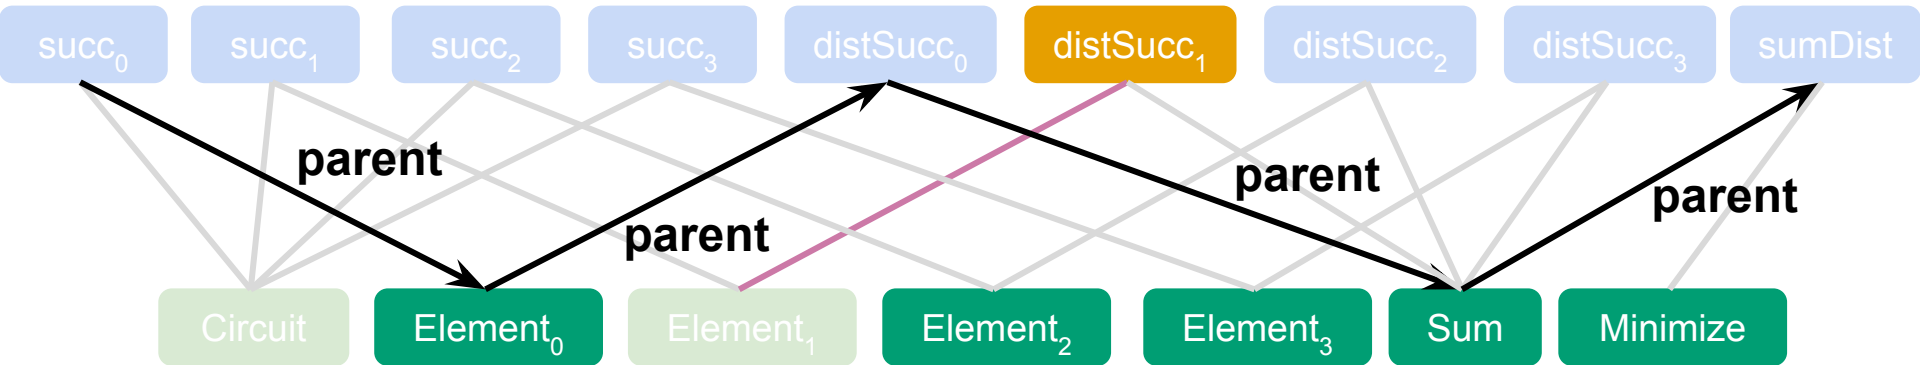 succ₀ succ₁ succ₂ succ₃ distSucc₀ distSucc₁ distSucc₂ distSucc₃ sumDist
parent
parent
parent
parent
Circuit Element₀ Element₁ Element₂ Element₃ Sum Minimize